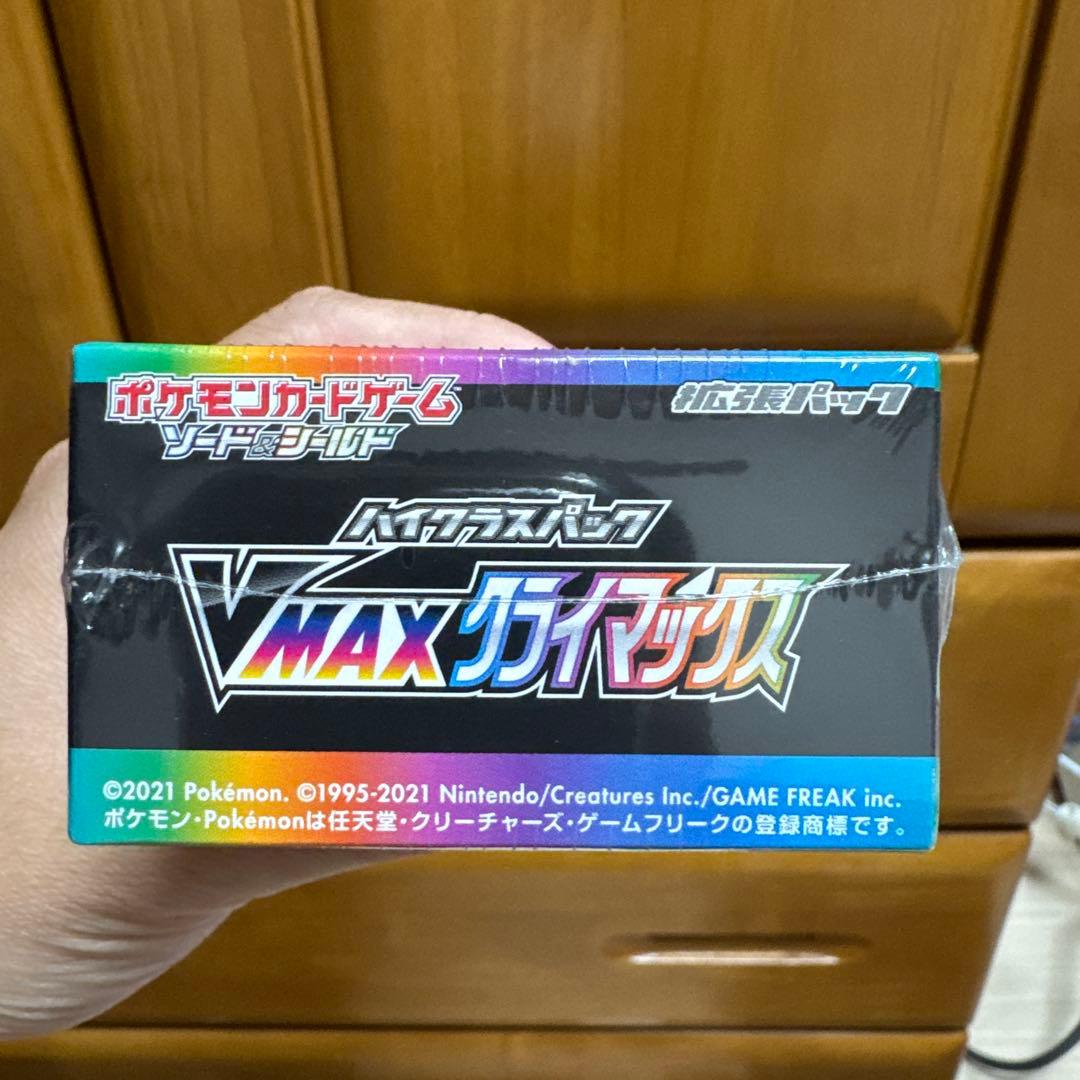 ポケモンカードゲーム™
ソード&シールド
拡張パック
ハイクラスパック
VMAXクライマックス
©2021 Pokémon. ©1995-2021 Nintendo/Creatures Inc./GAME FREAK inc.
ポケモン・Pokémonは任天堂・クリーチャーズ・ゲームフリークの登録商標です。